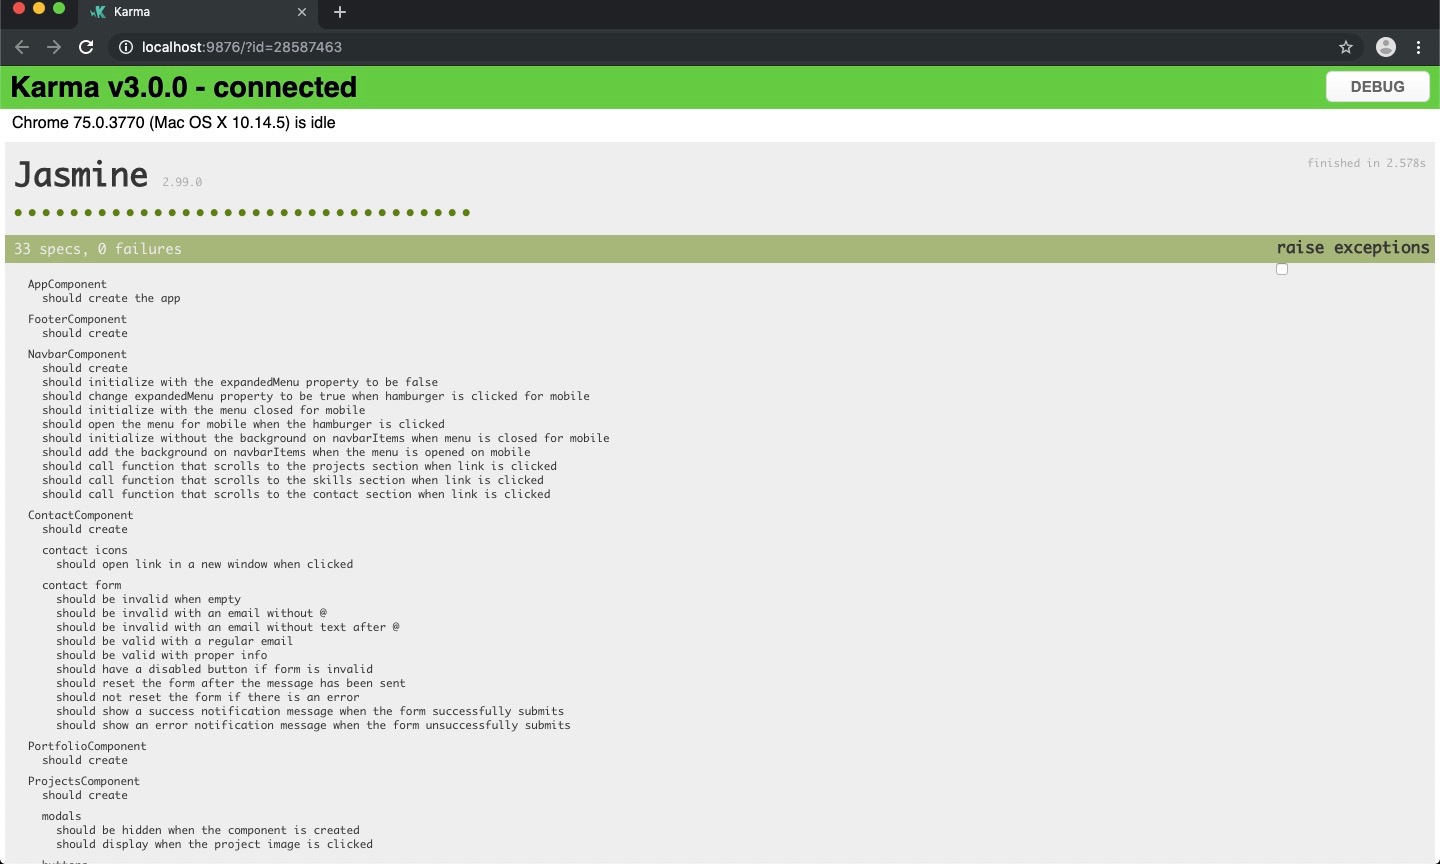 Karma
localhost:9876/?id=28587463
Karma v3.0.0 - connected
DEBUG
Chrome 75.0.3770 (Mac OS X 10.14.5) is idle
Jasmine 2.99.0
finished in 2.578s
33 specs, 0 failures
raise exceptions
AppComponent
should create the app
FooterComponent
should create
NavbarComponent
should create
should initialize with the expandedMenu property to be false
should change expandedMenu property to be true when hamburger is clicked for mobile
should initialize with the menu closed for mobile
should open the menu for mobile when the hamburger is clicked
should initialize without the background on navbarItems when menu is closed for mobile
should add the background on navbarItems when the menu is opened on mobile
should call function that scrolls to the projects section when link is clicked
should call function that scrolls to the skills section when link is clicked
should call function that scrolls to the contact section when link is clicked
ContactComponent
should create
contact icons
should open link in a new window when clicked
contact form
should be invalid when empty
should be invalid with an email without @
should be invalid with an email without text after @
should be valid with a regular email
should be valid with proper info
should have a disabled button if form is invalid
should reset the form after the message has been sent
should not reset the form if there is an error
should show a success notification message when the form successfully submits
should show an error notification message when the form unsuccessfully submits
PortfolioComponent
should create
ProjectsComponent
should create
modals
should be hidden when the component is created
should display when the project image is clicked